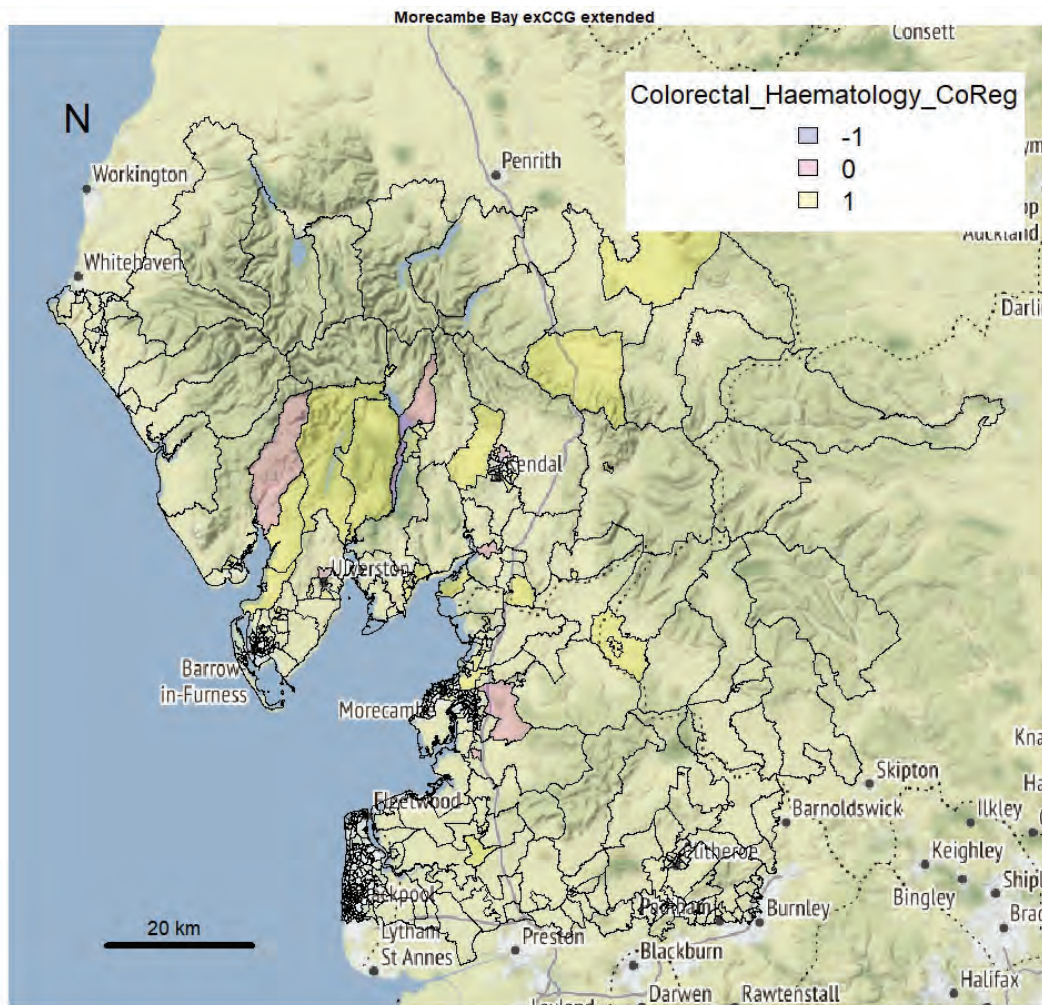 Morecambe Bay exCCG extended
Consett
N
Colorectal_Haematology_CoReg
-1
0
1
Penrith
Workington
Auckland
Whitehaven
Kendal
Ulverston
Barrow
in-Furness
Morecambe
Skipton
Fleetwood
Barnoldswick
Ilkley
Clitheroe
Keighley
Bingley
Blackpool
Padiham
Burnley
20 km
Lytham
St Annes
Preston
Blackburn
Halifax
Darwen
Rawtenstall